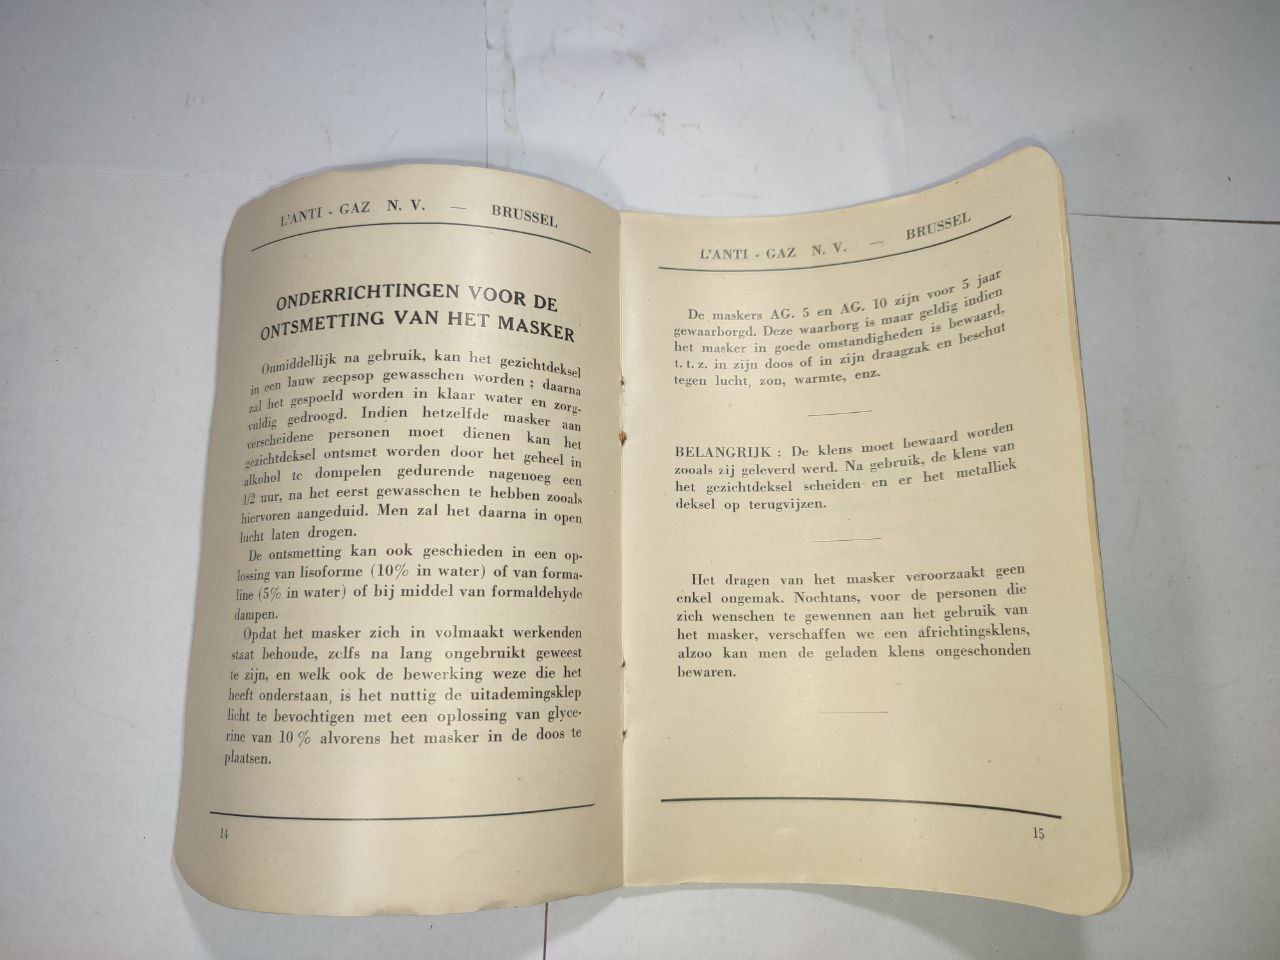 L'ANTI - GAZ N. V. — BRUSSEL
ONDERRICHTINGEN VOOR DE
ONTSMETTING VAN HET MASKER
Onmiddellijk na gebruik, kan het gezichtdeksel
in een lauw zeepsop gewasschen worden ; daarna
zal het gespoeld worden in klaar water en zorg-
vuldig gedroogd. Indien hetzelfde masker aan
verscheidene personen moet dienen kan het
gezichtdeksel ontsmet worden door het geheel in
alkohol te dompelen gedurende nagenoeg een
1/2 uur, na het eerst gewasschen te hebben zooals
hiervoren aangeduid. Men zal het daarna in open
lucht laten drogen.
De ontsmetting kan ook geschieden in een op-
lossing van lisoforme (10% in water) of van forma-
line (5% in water) of bij middel van formaldehyde
dampen.
Opdat het masker zich in volmaakt werkenden
staat behoude, zelfs na lang ongebruikt geweest
te zijn, en welk ook de bewerking weze die het
heeft onderstaan, is het nuttig de uitademingsklep
licht te bevochtigen met een oplossing van glyce-
rine van 10 % alvorens het masker in de doos te
plaatsen.
14
L'ANTI - GAZ N. V. — BRUSSEL
De maskers AG. 5 en AG. 10 zijn voor 5 jaar
gewaarborgd. Deze waarborg is maar geldig indien
het masker in goede omstandigheden is bewaard,
t. t. z. in zijn doos of in zijn draagzak en beschut
tegen lucht, zon, warmte, enz.
BELANGRIJK : De klens moet bewaard worden
zooals zij geleverd werd. Na gebruik, de klens van
het gezichtdeksel scheiden en er het metalliek
deksel op terugvijzen.
Het dragen van het masker veroorzaakt geen
enkel ongemak. Nochtans, voor de personen die
zich wenschen te gewennen aan het gebruik van
het masker, verschaffen we een africhtingsklens,
alzoo kan men de geladen klens ongeschonden
bewaren.
15